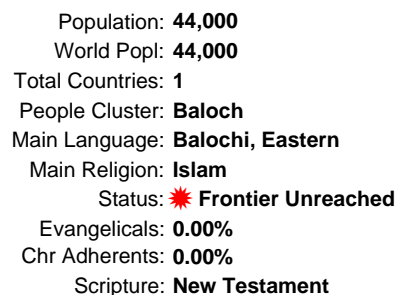 Population: 44,000
World Popl: 44,000
Total Countries: 1
People Cluster: Baloch
Main Language: Balochi, Eastern
Main Religion: Islam
Status: Frontier Unreached
Evangelicals: 0.00%
Chr Adherents: 0.00%
Scripture: New Testament